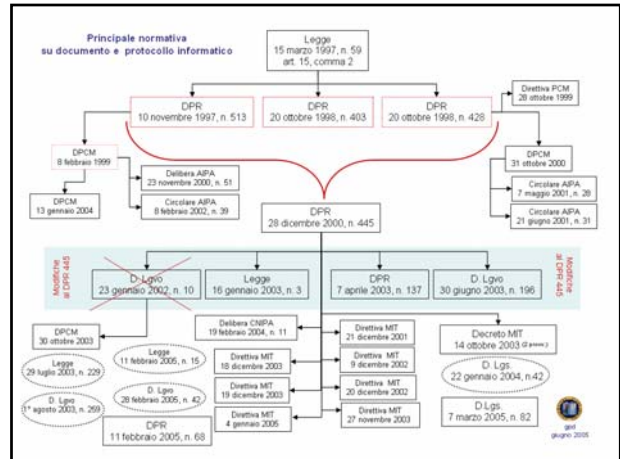 Principale normativa
su documento e protocollo informatico
Legge
15 marzo 1997, n. 59
art. 15, comma 2
Direttiva PCM
28 ottobre 1999
DPR
10 novembre 1997, n. 513
DPR
20 ottobre 1998, n. 403
DPR
20 ottobre 1998, n. 428
DPCM
8 febbraio 1999
DPCM
31 ottobre 2000
Delibera AIPA
23 novembre 2000, n. 51
Circolare AIPA
7 maggio 2001, n. 28
DPCM
13 gennaio 2004
Circolare AIPA
8 febbraio 2002, n. 39
Circolare AIPA
21 giugno 2001, n. 31
DPR
28 dicembre 2000, n. 445
Modifiche
al DPR 445
D. Lgvo
23 gennaio 2002, n. 10
Legge
16 gennaio 2003, n. 3
DPR
7 aprile 2003, n. 137
D. Lgvo
30 giugno 2003, n. 196
Modifiche
al DPR 445
DPCM
30 ottobre 2003
Delibera CNIPA
19 febbraio 2004, n. 11
Direttiva MIT
21 dicembre 2001
Decreto MIT
14 ottobre 2003
Legge
29 luglio 2003, n. 229
Legge
11 febbraio 2005, n. 15
Direttiva MIT
18 dicembre 2003
Direttiva MIT
9 dicembre 2002
D. Lgs.
22 gennaio 2004, n.42
D. Lgvo
1° agosto 2003, n. 259
D. Lgvo
28 febbraio 2005, n. 42
Direttiva MIT
19 dicembre 2003
Direttiva MIT
20 dicembre 2002
DPR
11 febbraio 2005, n. 68
Direttiva MIT
4 gennaio 2005
Direttiva MIT
27 novembre 2003
D.Lgs.
7 marzo 2005, n. 82
giugno 2005